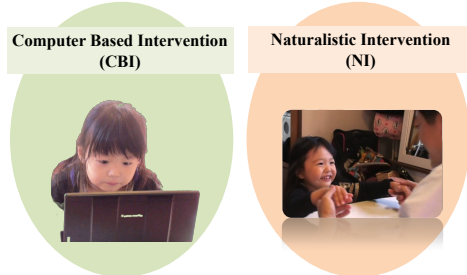 Computer Based Intervention
(CBI)
Naturalistic Intervention
(NI)